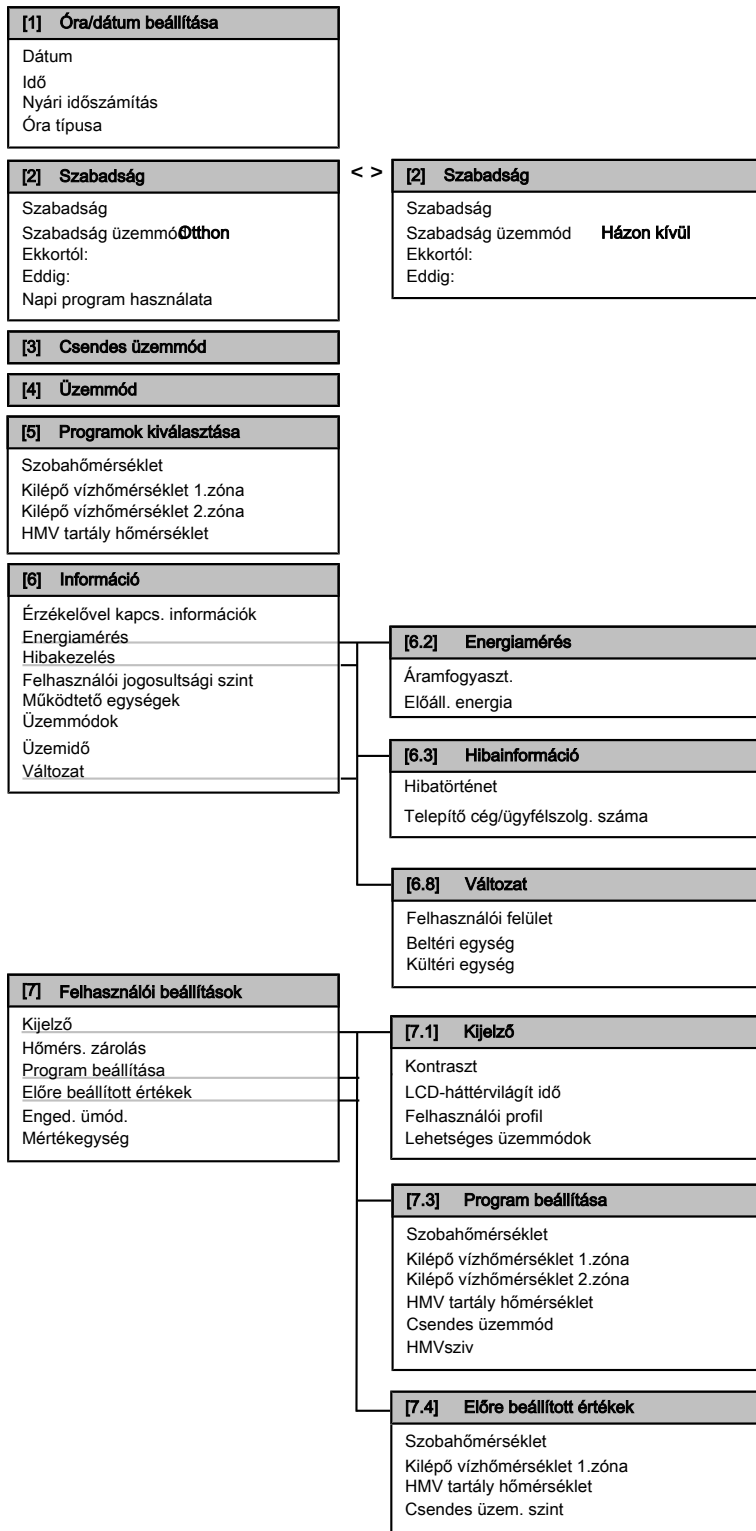 [1] Óra/dátum beállítása
Dátum
Idő
Nyári időszámítás
Óra típusa
[2] Szabadság
Szabadság
Szabadság üzemmód Otthon
Ekkortól:
Eddig:
Napi program használata
< >
[2] Szabadság
Szabadság
Szabadság üzemmód Házon kívül
Ekkortól:
Eddig:
[3] Csendes üzemmód
[4] Üzemmód
[5] Programok kiválasztása
Szobahőmérséklet
Kilépő vízhőmérséklet 1.zóna
Kilépő vízhőmérséklet 2.zóna
HMV tartály hőmérséklet
[6] Információ
Érzékelővel kapcs. információk
Energiamérés
Hibakezelés
Felhasználói jogosultsági szint
Működtető egységek
Üzemmódok
Üzemidő
Változat
[6.2] Energiamérés
Áramfogyaszt.
Előáll. energia
[6.3] Hibainformáció
Hibatörténet
Telepítő cég/ügyfélszolg. száma
[6.8] Változat
Felhasználói felület
Beltéri egység
Kültéri egység
[7] Felhasználói beállítások
Kijelző
Hőmérs. zárolás
Program beállítása
Előre beállított értékek
Enged. ümód.
Mértékegység
[7.1] Kijelző
Kontraszt
LCD-háttérvilágít idő
Felhasználói profil
Lehetséges üzemmódok
[7.3] Program beállítása
Szobahőmérséklet
Kilépő vízhőmérséklet 1.zóna
Kilépő vízhőmérséklet 2.zóna
HMV tartály hőmérséklet
Csendes üzemmód
HMVsziv
[7.4] Előre beállított értékek
Szobahőmérséklet
Kilépő vízhőmérséklet 1.zóna
HMV tartály hőmérséklet
Csendes üzem. szint